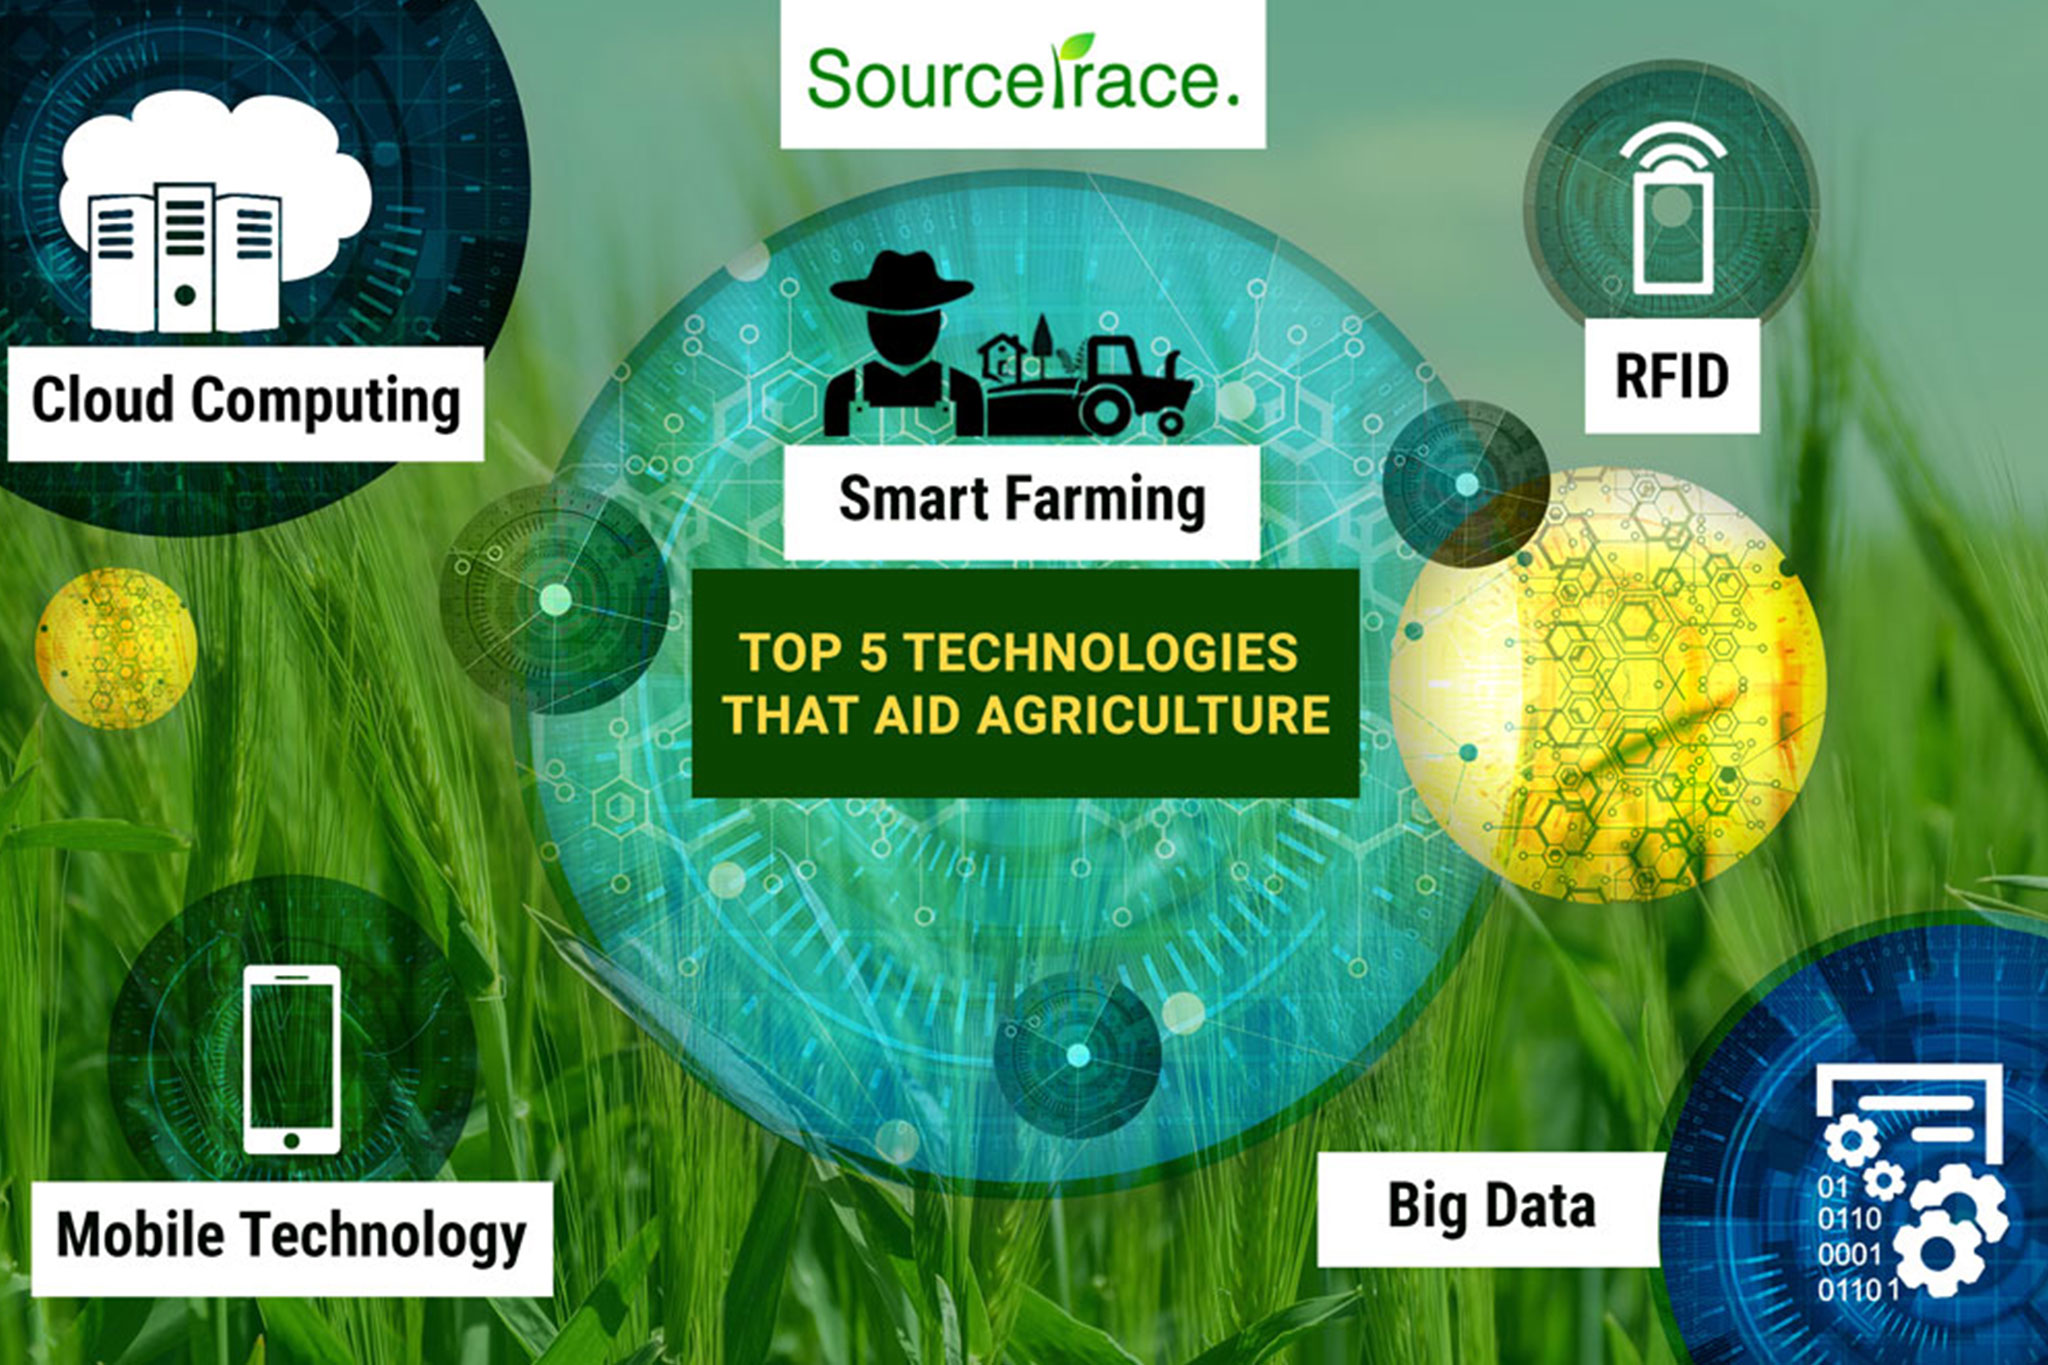 SourceTrace.
Cloud Computing
RFID
Smart Farming
TOP 5 TECHNOLOGIES
THAT AID AGRICULTURE
Mobile Technology
Big Data
01
0110
0001
01101